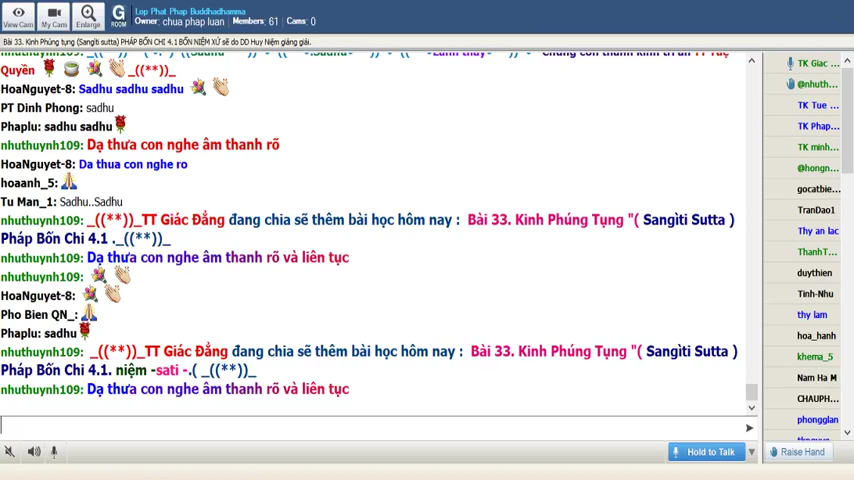 View Cam
My Cam
Enlarge
G
ROOM
Lop Phat Phap Buddhadhamma
Owner: chua phap luan / Members: 61 / Cams: 0
Bài 33. Kinh Phúng tụng (Sangìti sutta) PHÁP BỐN CHI 4.1 BỐN NIỆM XỨ sẽ do DD Huy Niệm giảng giải.
Quyền 🌹 🍵 💐 👏 _((**))_
HoaNguyet-8: Sadhu sadhu sadhu 💐 👏
PT Dinh Phong: sadhu
Phaplu: sadhu sadhu 🌹
nhuthuynh109: Dạ thưa con nghe âm thanh rõ
HoaNguyet-8: Da thua con nghe ro
hoaanh_5: 🙏
Tu Man_1: Sadhu..Sadhu
nhuthuynh109: _((**))_TT Giác Đẳng đang chia sẽ thêm bài học hôm nay : Bài 33. Kinh Phúng Tụng "( Sangìti Sutta )
Pháp Bốn Chi 4.1 ._((**))_
nhuthuynh109: Dạ thưa con nghe âm thanh rõ và liên tục
nhuthuynh109: 💐 👏
HoaNguyet-8: 💐 👏
Pho Bien QN_: 🙏
Phaplu: sadhu 🌹
nhuthuynh109: _((**))_TT Giác Đẳng đang chia sẽ thêm bài học hôm nay : Bài 33. Kinh Phúng Tụng "( Sangìti Sutta )
Pháp Bốn Chi 4.1. niệm -sati -.( _((**))_
nhuthuynh109: Dạ thưa con nghe âm thanh rõ và liên tục
Hold to Talk
TK Giac ...
@nhuth...
TK Tue ...
TK Phap...
TK minh...
@hongn...
gocatbie...
TranDao1
Thy an lac
ThanhT...
duythien
Tinh-Nhu
thy lam
hoa_hanh
khema_5
Nam Ha M
CHAUPH...
phongglan
Raise Hand